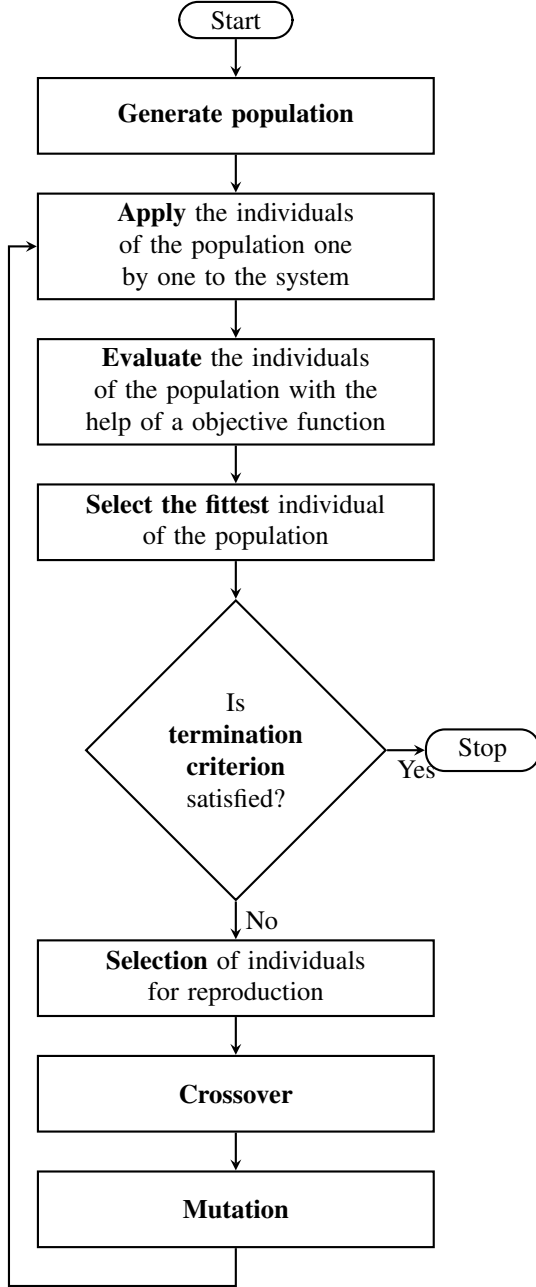 Start
Generate population
Apply the individuals
of the population one
by one to the system
Evaluate the individuals
of the population with the
help of a objective function
Select the fittest individual
of the population
Is
termination
criterion
satisfied?
Yes
Stop
No
Selection of individuals
for reproduction
Crossover
Mutation